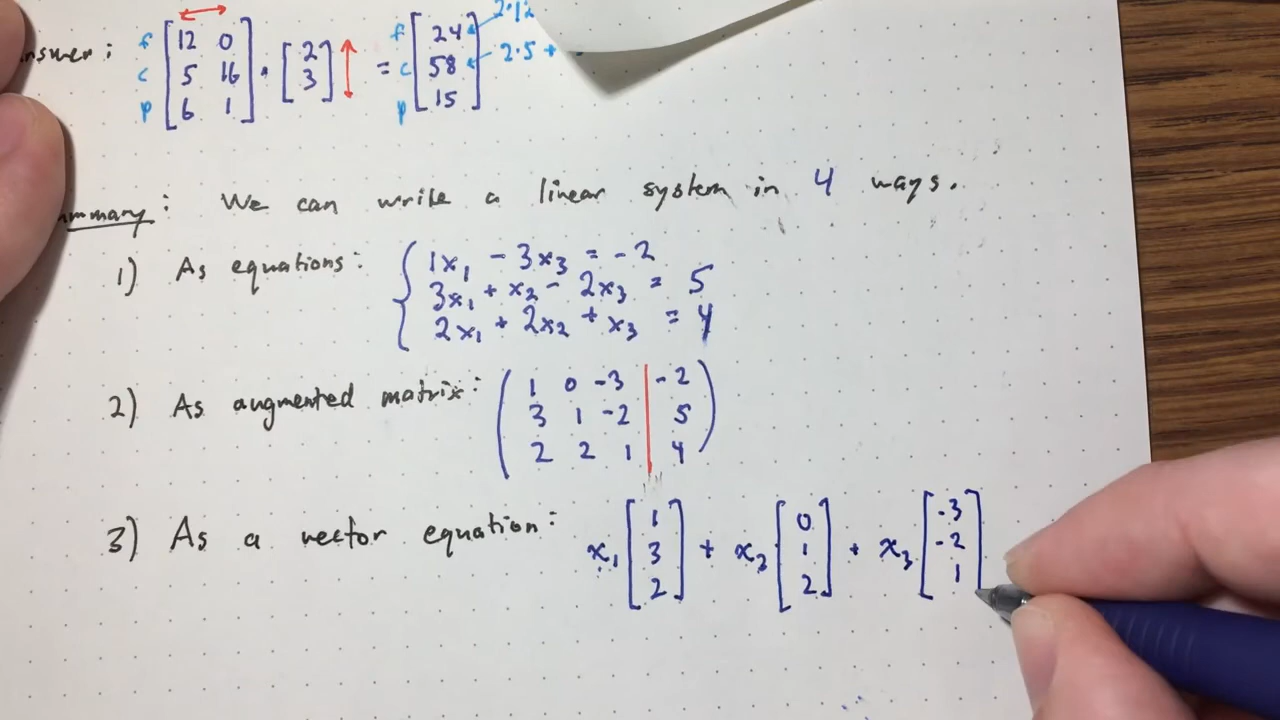 f [12 0] [2] f [24]
nswer: c [5 16] · [3] = c [58] 2·5 +
p [6 1] p [15]
mmary: We can write a linear system in 4 ways.
1) As equations: { 1x₁ - 3x₃ = -2
3x₁ + x₂ - 2x₃ = 5
2x₁ + 2x₂ + x₃ = 4
2) As augmented matrix: ( 1 0 -3 | -2
3 1 -2 | 5
2 2 1 | 4 )
3) As a vector equation: x₁ [1 3 2] + x₂ [0 1 2] + x₃ [-3 -2 1]